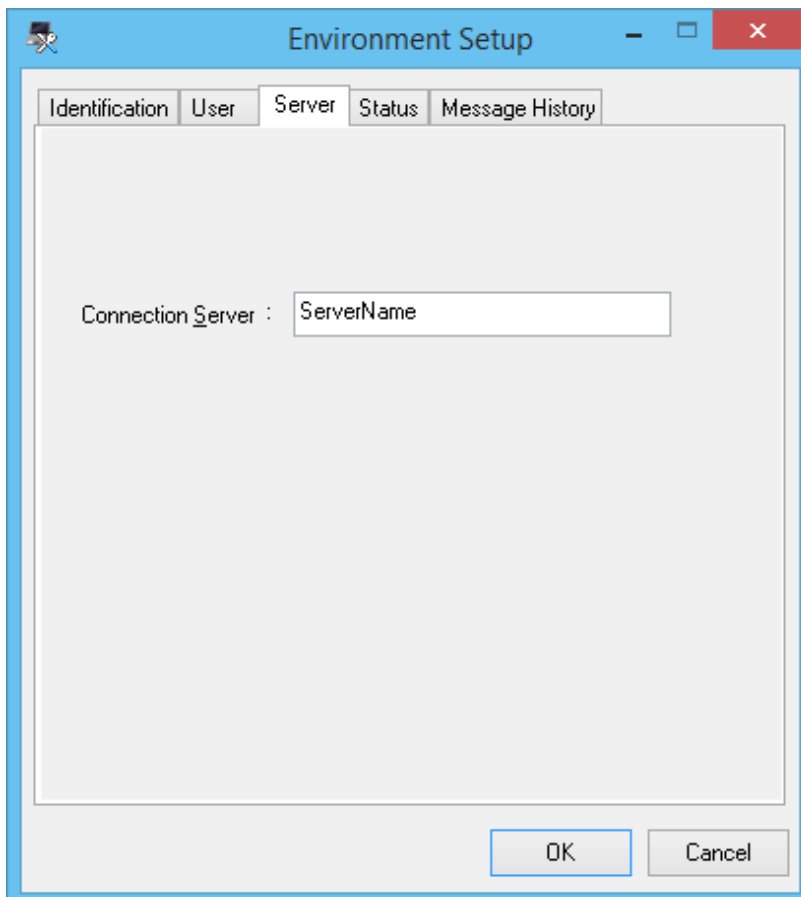 Environment Setup
Identification User Server Status Message History
Connection Server : ServerName
OK Cancel